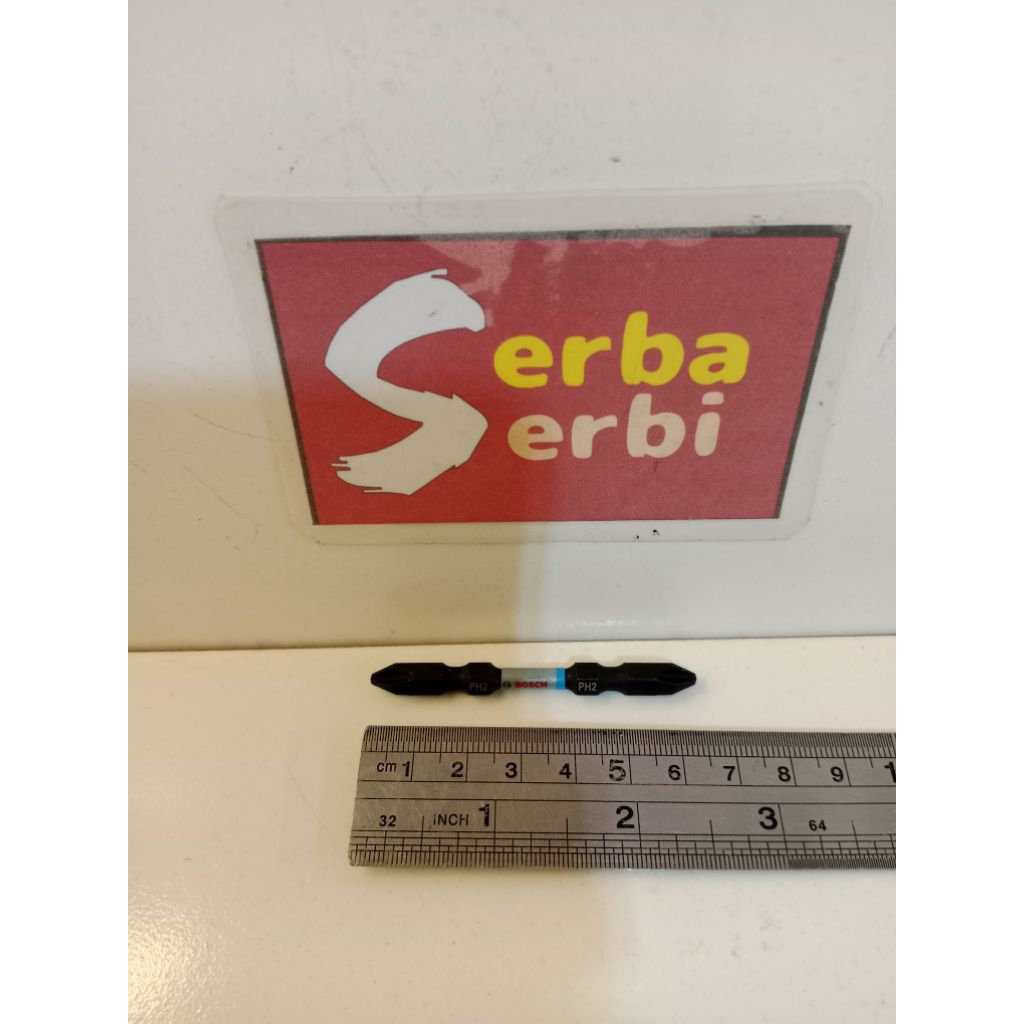 Serba
Serbi
PH2 BOSCH PH2
cm 1 2 3 4 5 6 7 8 9 1
32 INCH 1 2 3 64